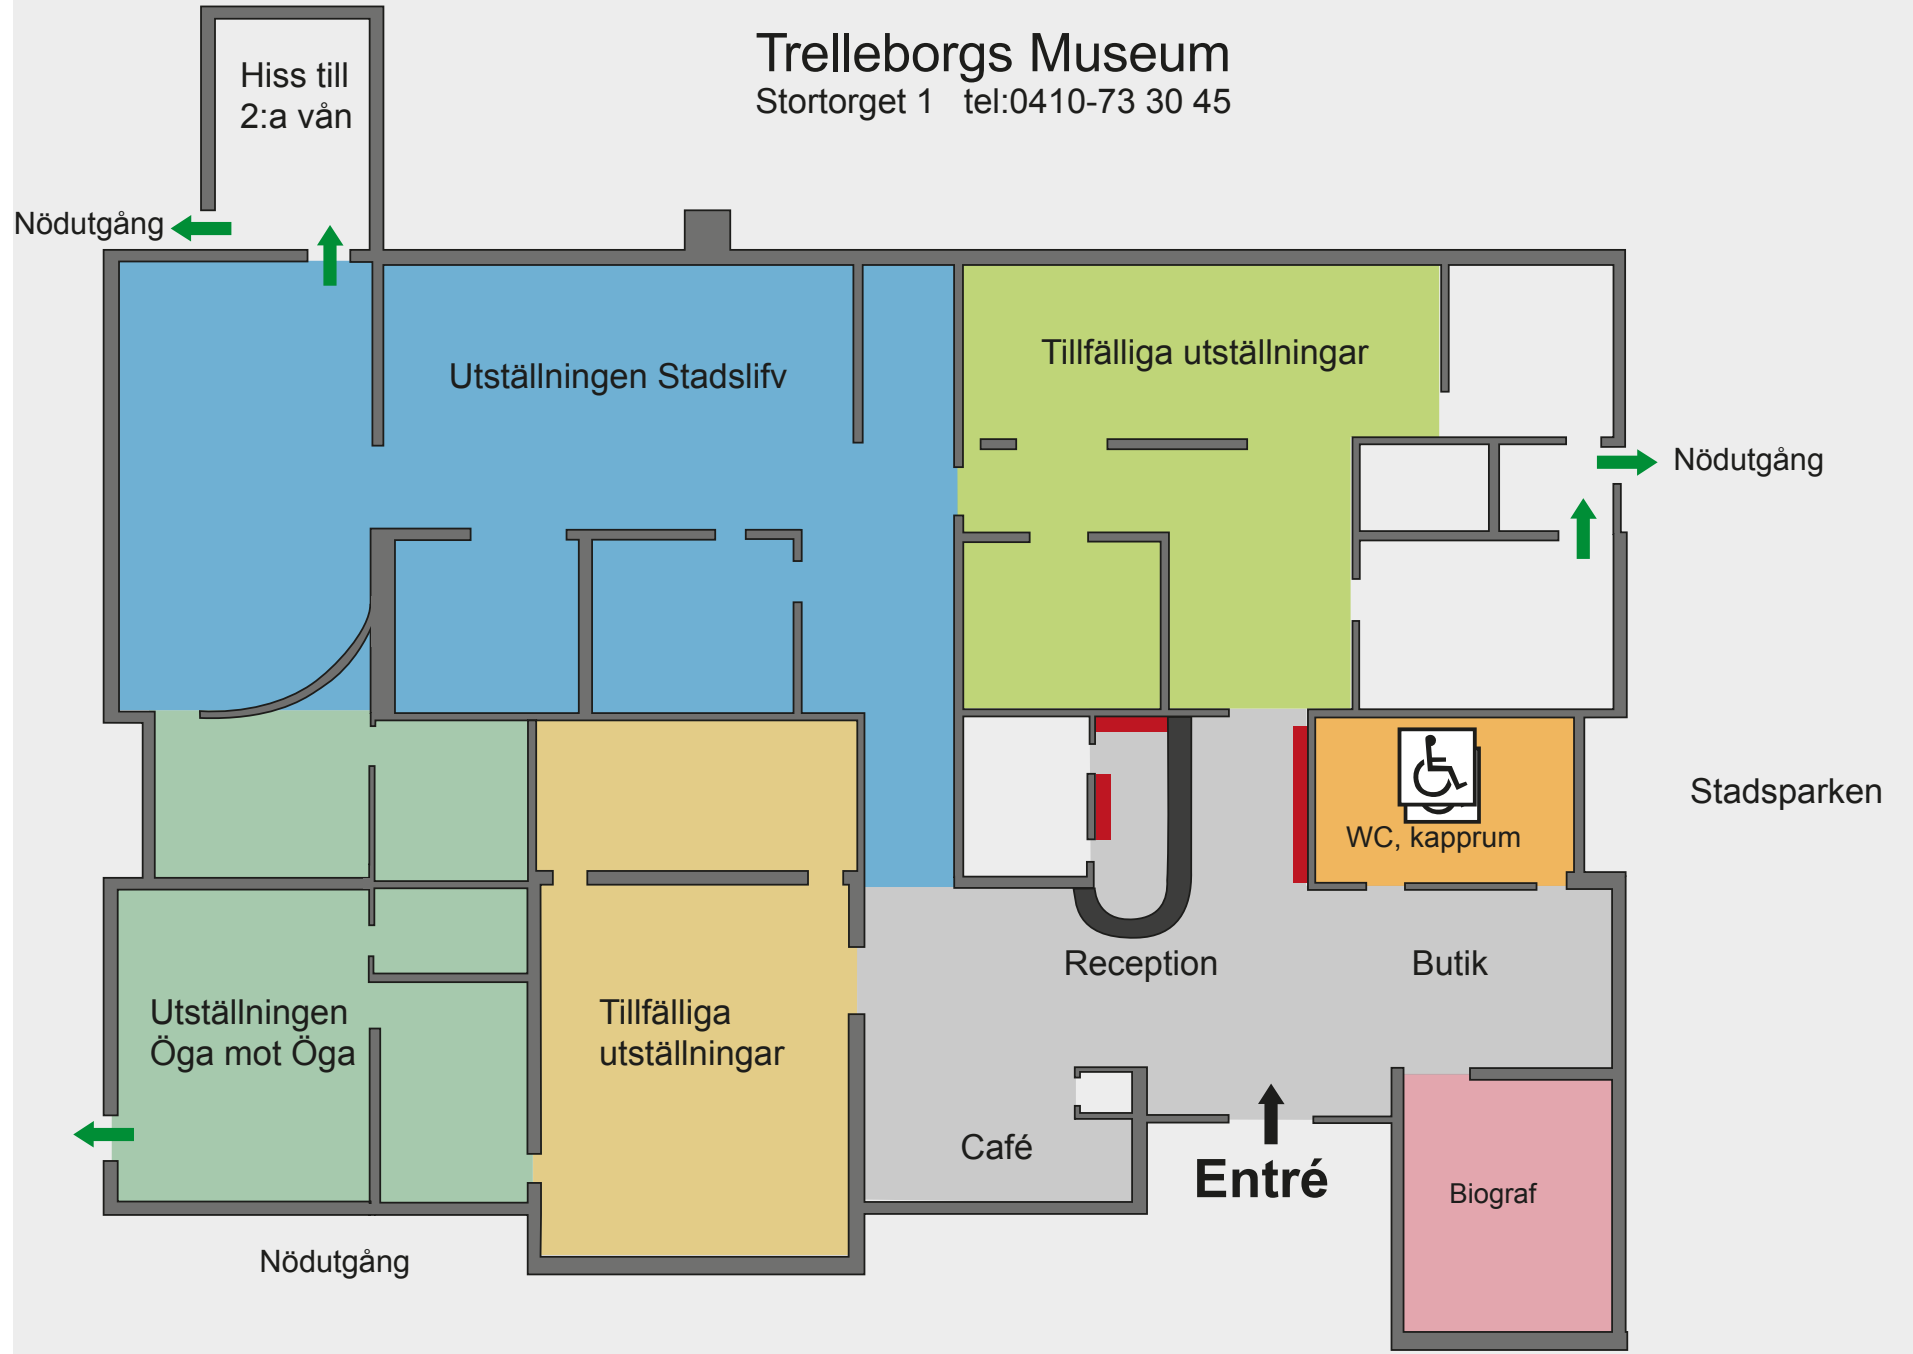 Trelleborgs Museum
Stortorget 1 tel:0410-73 30 45
Hiss till
2:a vån
Nödutgång
Utställningen Stadslifv
Tillfälliga utställningar
Nödutgång
Stadsparken
WC, kapprum
Reception
Butik
Utställningen
Öga mot Öga
Tillfälliga
utställningar
Café
Entré
Biograf
Nödutgång